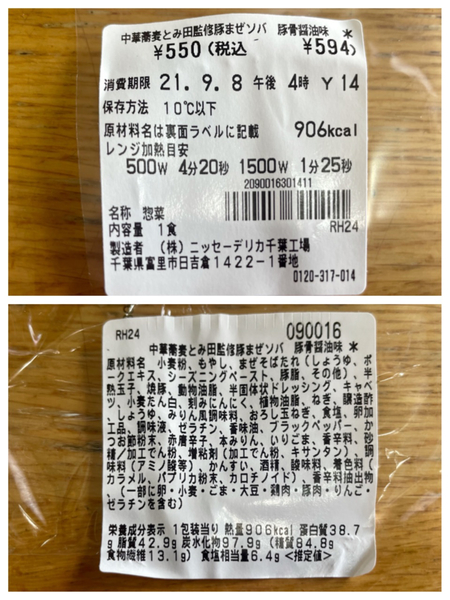 中華蕎麦とみ田監修豚まぜソバ 豚骨醤油味 *
¥550(税込 ¥594)
消費期限 21. 9. 8 午後 4時 Y 14
保存方法 10℃以下
原材料名は裏面ラベルに記載 906kcal
レンジ加熱目安
500W 4分20秒 1500W 1分25秒
2090016301411
名称 惣菜
内容量 1食 RH24
製造者 (株)ニッセーデリカ千葉工場
千葉県富里市日吉倉1422-1番地
0120-317-014
RH24 090016
中華蕎麦とみ田監修豚まぜソバ 豚骨醤油味 *
原材料名 小麦粉、もやし、まぜそばたれ(しょうゆ、ポ
ークエキス、シーズニングペースト、豚脂、その他)、半
熟玉子、焼豚、動物油脂、半固体状ドレッシング、キャベ
ツ、小麦たん白、刻みにんにく、植物油脂、ねぎ、醸造酢
、しょうゆ、みりん風調味料、おろし玉ねぎ、食塩、卵加
工品、調味液、ゼラチン、香味油、ブラックペッパー、か
つお節粉末、赤唐辛子、本みりん、いりごま、香辛料、砂
糖/加工でん粉、増粘剤(加工でん粉、キサンタン)、調
味料(アミノ酸等)、かんすい、酒精、酸味料、着色料(
カラメル、パプリカ粉末、カロチノイド)、香辛料抽出物
、(一部に卵・小麦・ごま・大豆・鶏肉・豚肉・りんご・
ゼラチンを含む)
栄養成分表示 1包装当り 熱量906kcal 蛋白質38.7
g 脂質42.9g 炭水化物97.9g (糖質84.8g
食物繊維13.1g) 食塩相当量6.4g <推定値>